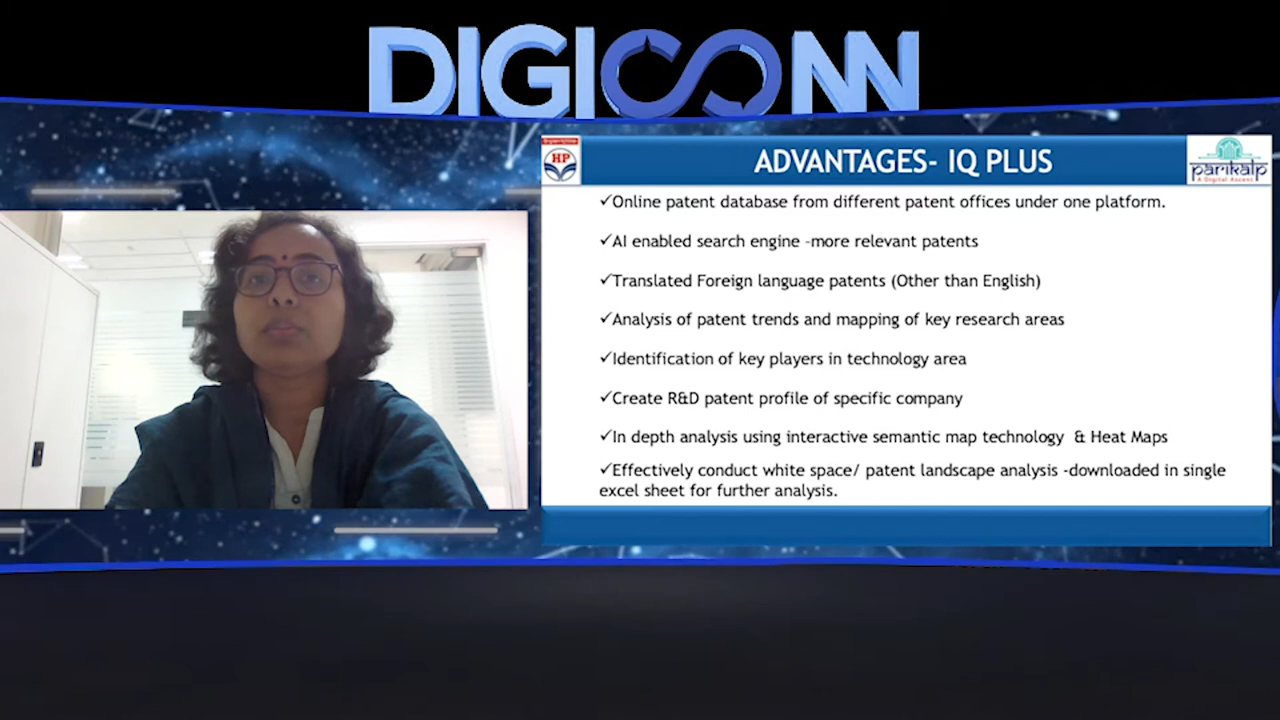 DIGICONN
HP
ADVANTAGES- IQ PLUS
parikalp
A Digital Ascent
✓Online patent database from different patent offices under one platform.
✓AI enabled search engine –more relevant patents
✓Translated Foreign language patents (Other than English)
✓Analysis of patent trends and mapping of key research areas
✓Identification of key players in technology area
✓Create R&D patent profile of specific company
✓In depth analysis using interactive semantic map technology & Heat Maps
✓Effectively conduct white space/ patent landscape analysis -downloaded in single
excel sheet for further analysis.